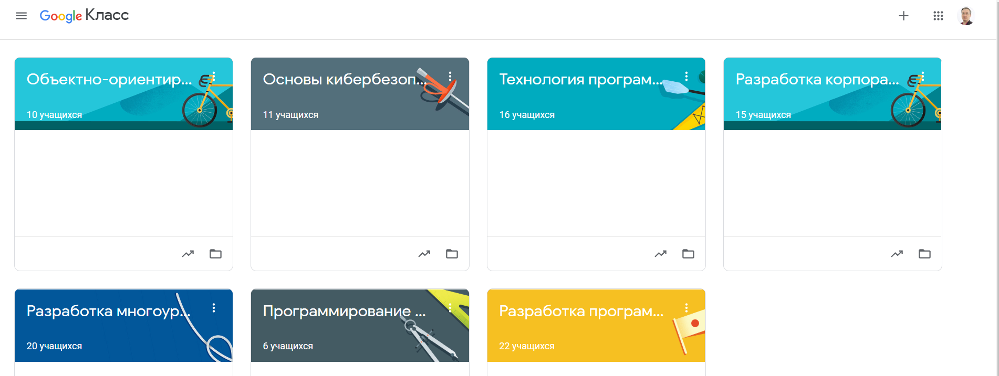 Google Класс
Объектно-ориентир...
10 учащихся
Основы кибербезоп...
11 учащихся
Технология програм...
16 учащихся
Разработка корпора...
15 учащихся
Разработка многоур...
20 учащихся
Программирование ...
6 учащихся
Разработка програм...
22 учащихся